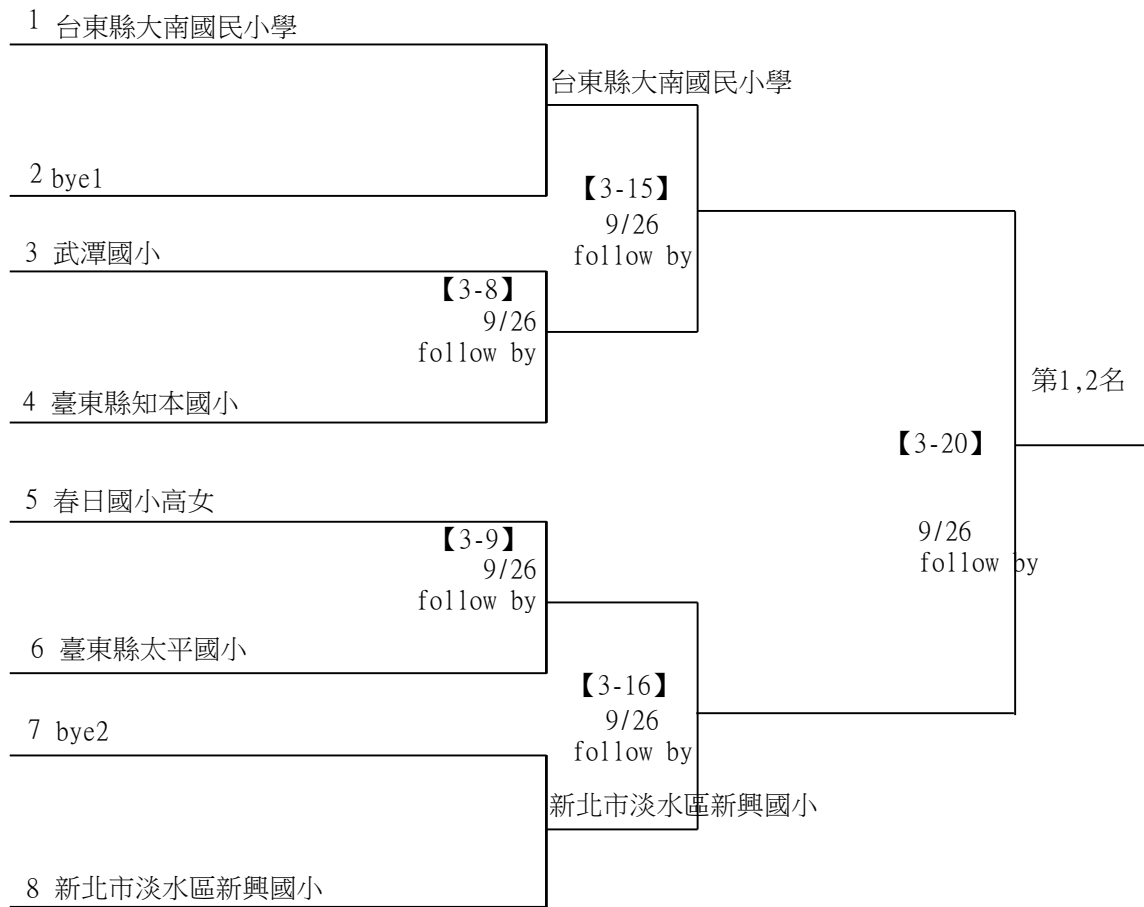 1 台東縣大南國民小學
台東縣大南國民小學
2 bye1
【3-15】
9/26
follow by
3 武潭國小
【3-8】
9/26
follow by
4 臺東縣知本國小
第1,2名
【3-20】
9/26
follow by
5 春日國小高女
【3-9】
9/26
follow by
6 臺東縣太平國小
【3-16】
9/26
follow by
7 bye2
新北市淡水區新興國小
8 新北市淡水區新興國小